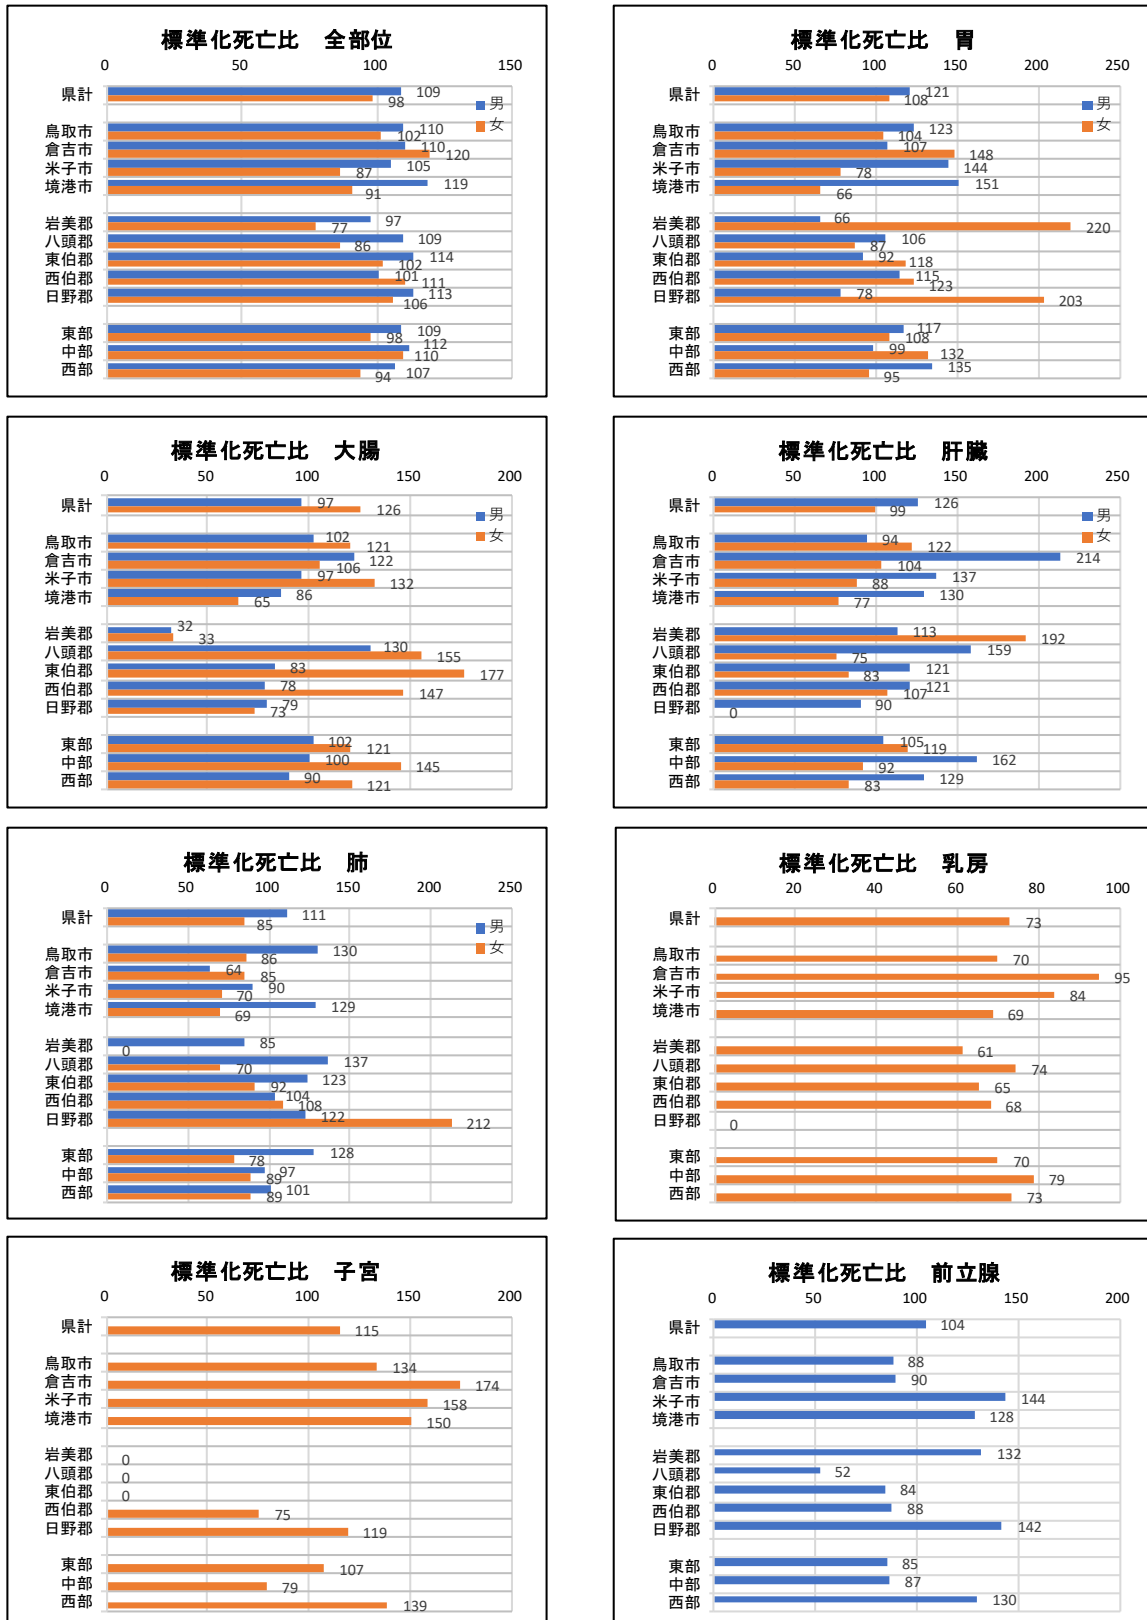 標準化死亡比　全部位
0 50 100 150
県計 109 98
男
女
鳥取市 110 102
倉吉市 110 120
米子市 105 87
境港市 119 91
岩美郡 97 77
八頭郡 109 86
東伯郡 114 102
西伯郡 101 111
日野郡 113 106
東部 109 98
中部 112 110
西部 107 94
標準化死亡比　胃
0 50 100 150 200 250
県計 121 108
男
女
鳥取市 123 104
倉吉市 107 148
米子市 144 78
境港市 151 66
岩美郡 66 220
八頭郡 106 87
東伯郡 92 118
西伯郡 115 123
日野郡 78 203
東部 117 108
中部 99 132
西部 135 95
標準化死亡比　大腸
0 50 100 150 200
県計 97 126
男
女
鳥取市 102 121
倉吉市 122 106
米子市 97 132
境港市 86 65
岩美郡 32 33
八頭郡 130 155
東伯郡 83 177
西伯郡 78 147
日野郡 79 73
東部 102 121
中部 100 145
西部 90 121
標準化死亡比　肝臓
0 50 100 150 200 250
県計 126 99
男
女
鳥取市 94 122
倉吉市 214 104
米子市 137 88
境港市 130 77
岩美郡 113 192
八頭郡 159 75
東伯郡 121 83
西伯郡 121 107
日野郡 90 0
東部 105 119
中部 162 92
西部 129 83
標準化死亡比　肺
0 50 100 150 200 250
県計 111 85
男
女
鳥取市 130 86
倉吉市 64 85
米子市 90 70
境港市 129 69
岩美郡 85 0
八頭郡 137 70
東伯郡 123 92
西伯郡 104 108
日野郡 122 212
東部 128 78
中部 97 89
西部 101 89
標準化死亡比　乳房
0 20 40 60 80 100
県計 73
鳥取市 70
倉吉市 95
米子市 84
境港市 69
岩美郡 61
八頭郡 74
東伯郡 65
西伯郡 68
日野郡 0
東部 70
中部 79
西部 73
標準化死亡比　子宮
0 50 100 150 200
県計 115
鳥取市 134
倉吉市 174
米子市 158
境港市 150
岩美郡 0
八頭郡 0
東伯郡 0
西伯郡 75
日野郡 119
東部 107
中部 79
西部 139
標準化死亡比　前立腺
0 50 100 150 200
県計 104
鳥取市 88
倉吉市 90
米子市 144
境港市 128
岩美郡 132
八頭郡 52
東伯郡 84
西伯郡 88
日野郡 142
東部 85
中部 87
西部 130